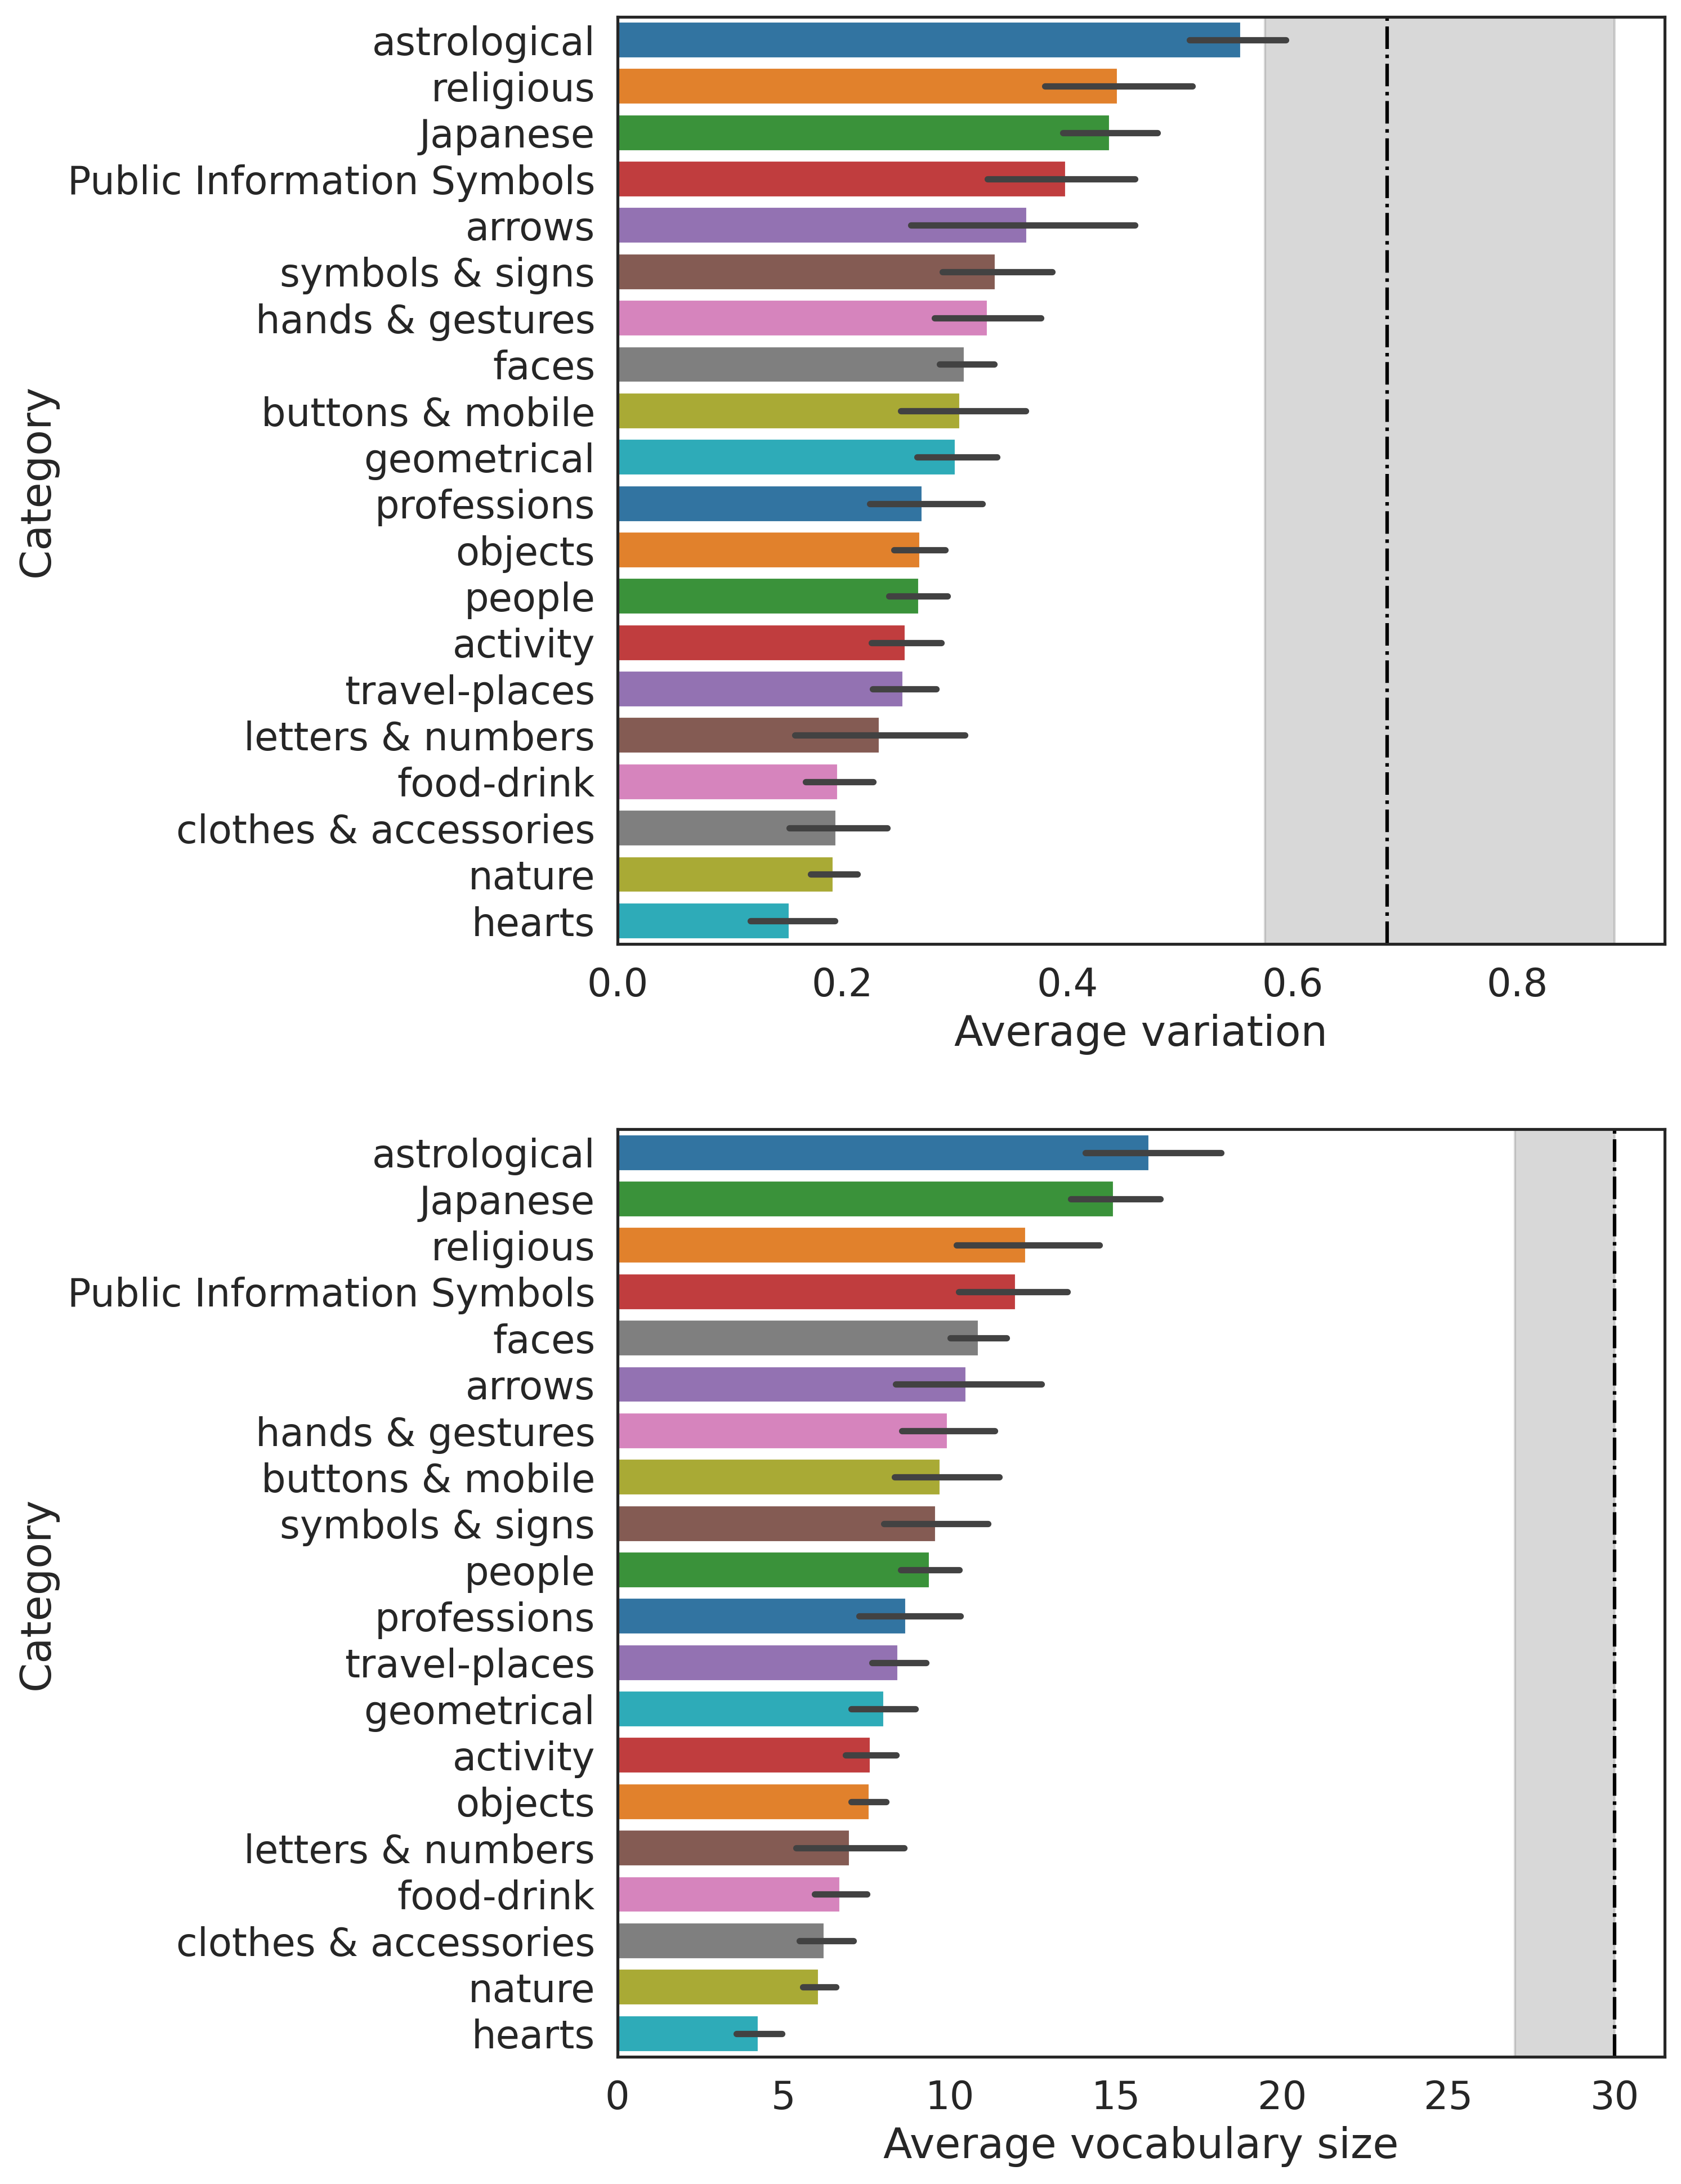 Category
astrological
religious
Japanese
Public Information Symbols
arrows
symbols & signs
hands & gestures
faces
buttons & mobile
geometrical
professions
objects
people
activity
travel-places
letters & numbers
food-drink
clothes & accessories
nature
hearts
0.0 0.2 0.4 0.6 0.8
Average variation
Category
astrological
Japanese
religious
Public Information Symbols
faces
arrows
hands & gestures
buttons & mobile
symbols & signs
people
professions
travel-places
geometrical
activity
objects
letters & numbers
food-drink
clothes & accessories
nature
hearts
0 5 10 15 20 25 30
Average vocabulary size